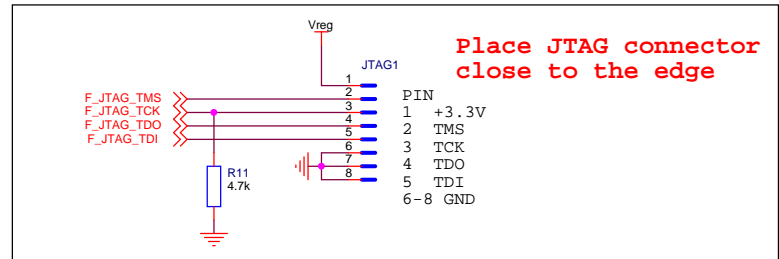 Vreg
Place JTAG connector
close to the edge
JTAG1
1
2
3
4
5
6
7
8
F_JTAG_TMS
F_JTAG_TCK
F_JTAG_TDO
F_JTAG_TDI
R11
4.7k
PIN
1 +3.3V
2 TMS
3 TCK
4 TDO
5 TDI
6-8 GND